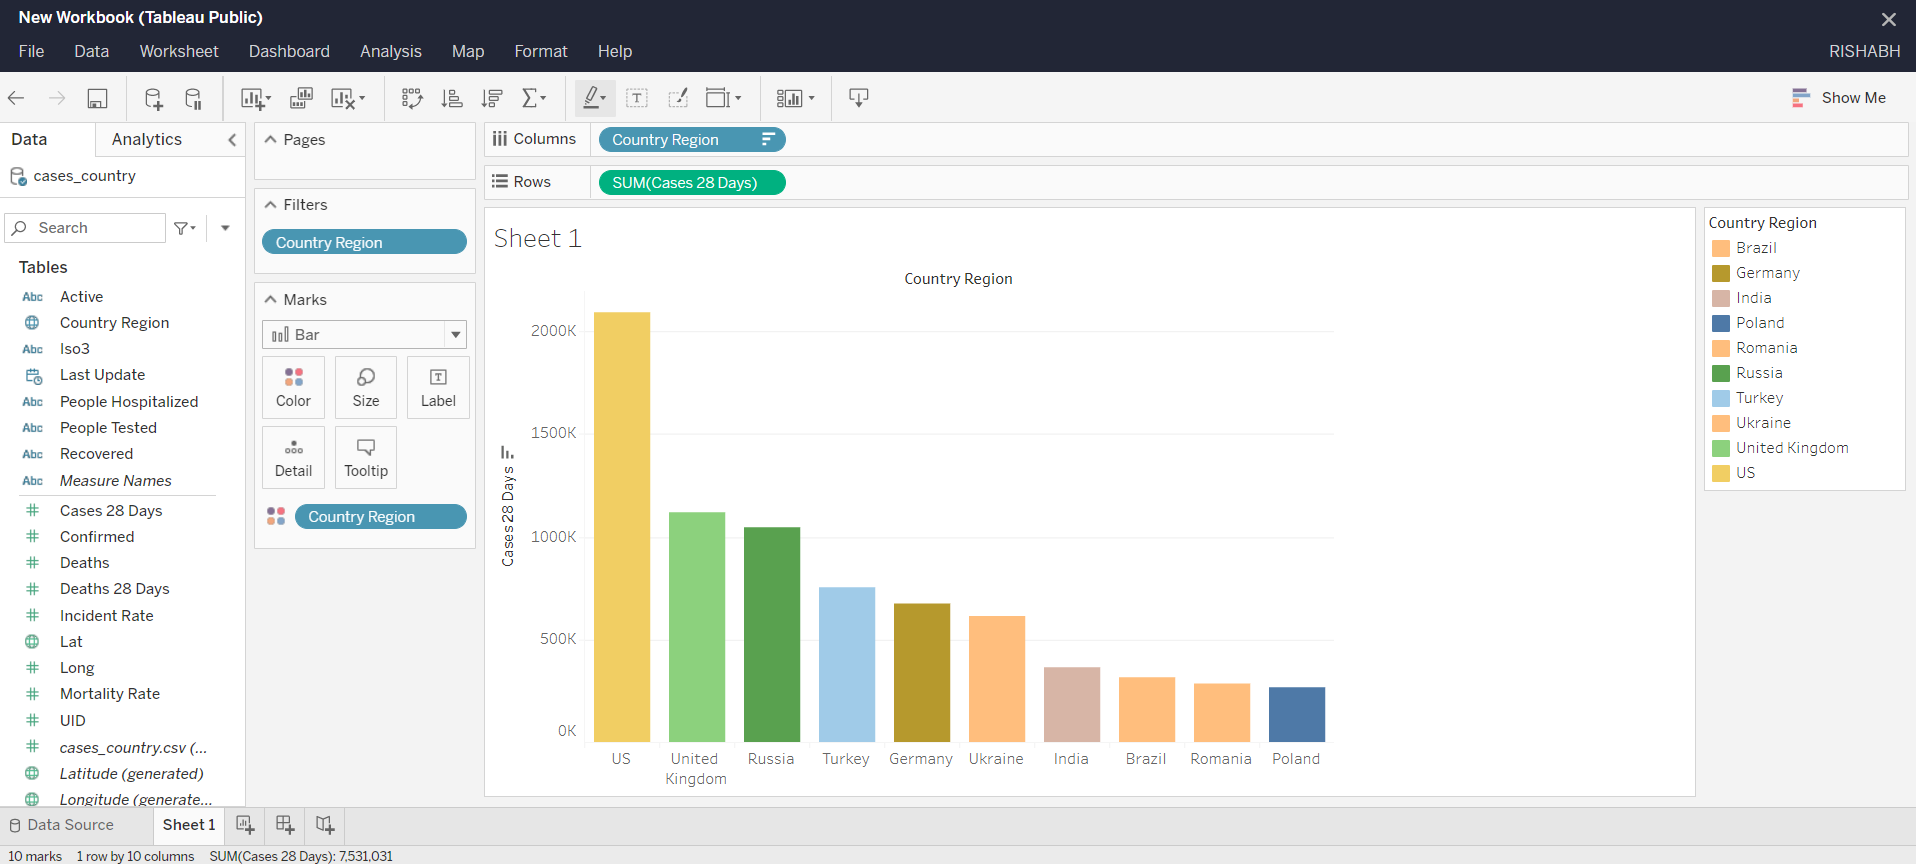 New Workbook (Tableau Public)
File Data Worksheet Dashboard Analysis Map Format Help RISHABH
Show Me
Data Analytics
cases_country
Search
Tables
Abc Active
Country Region
Abc Iso3
Last Update
Abc People Hospitalized
Abc People Tested
Abc Recovered
Abc Measure Names
Cases 28 Days
Confirmed
Deaths
Deaths 28 Days
Incident Rate
Lat
Long
Mortality Rate
UID
cases_country.csv (...
Latitude (generated)
Longitude (generate...
Pages
Filters
Country Region
Marks
Bar
Color Size Label
Detail Tooltip
Country Region
Columns Country Region
Rows SUM(Cases 28 Days)
Sheet 1
Country Region
2000K
1500K
1000K
500K
0K
Cases 28 Days
US United Kingdom Russia Turkey Germany Ukraine India Brazil Romania Poland
Country Region
Brazil
Germany
India
Poland
Romania
Russia
Turkey
Ukraine
United Kingdom
US
Data Source Sheet 1
10 marks 1 row by 10 columns SUM(Cases 28 Days): 7,531,031